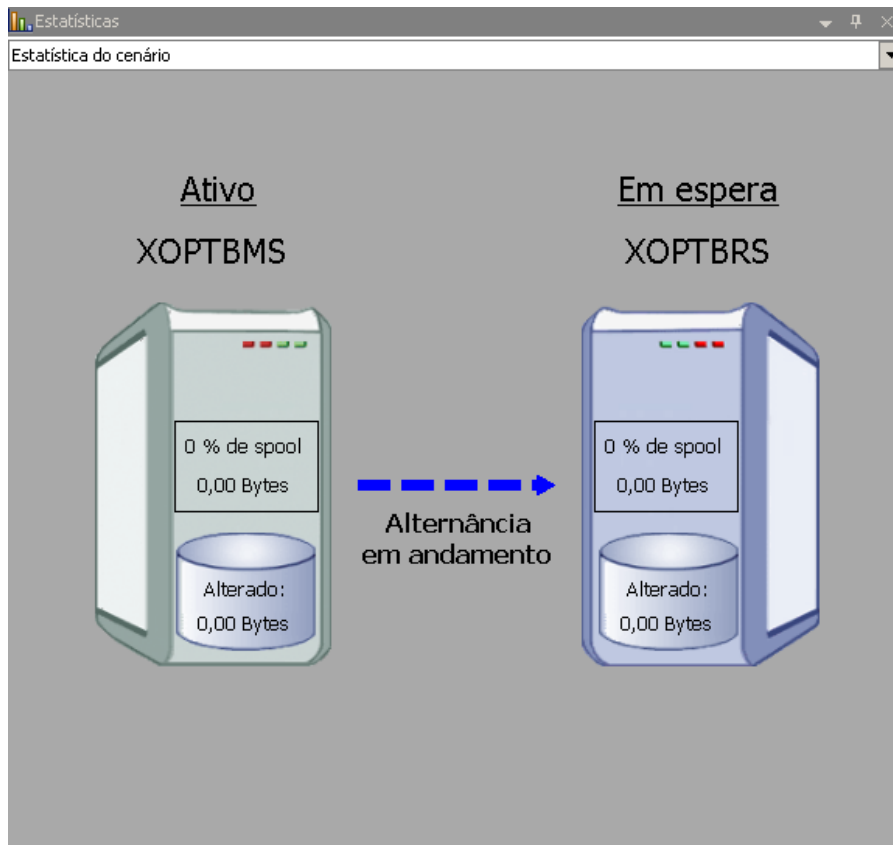 Estatísticas
Estatística do cenário
Ativo
XOPTBMS
Em espera
XOPTBRS
0 % de spool
0,00 Bytes
Alterado:
0,00 Bytes
Alternância
em andamento
0 % de spool
0,00 Bytes
Alterado:
0,00 Bytes